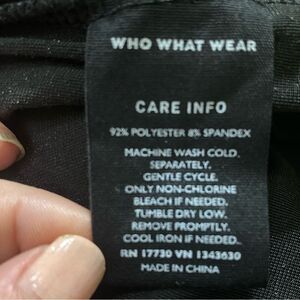 WHO WHAT WEAR
CARE INFO
92% POLYESTER 8% SPANDEX
MACHINE WASH COLD.
SEPARATELY.
GENTLE CYCLE.
ONLY NON-CHLORINE
BLEACH IF NEEDED.
TUMBLE DRY LOW.
REMOVE PROMPTLY.
COOL IRON IF NEEDED.
RN 17730 VN 1343630
MADE IN CHINA